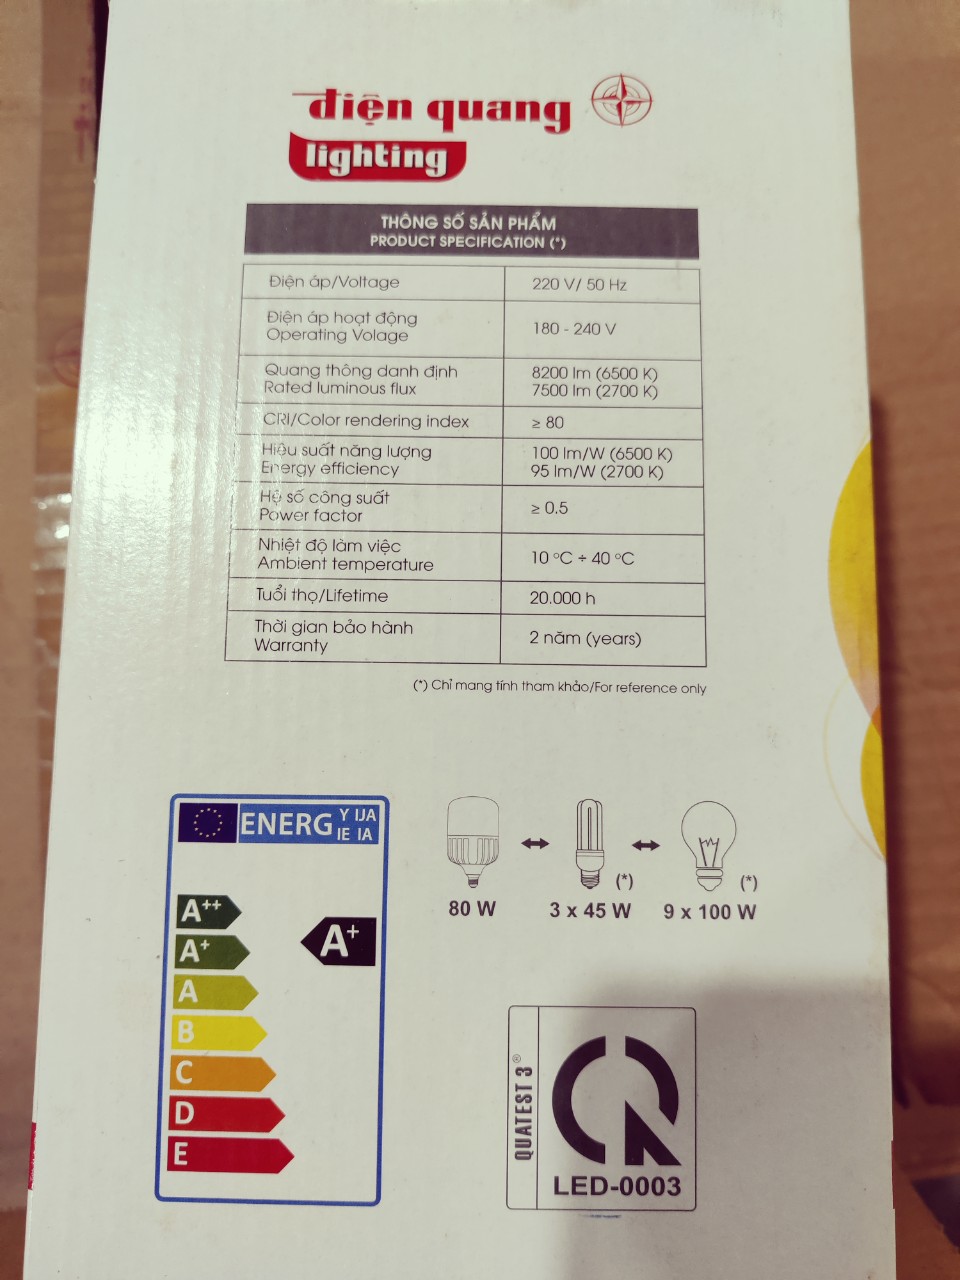 điện quang
lighting
THÔNG SỐ SẢN PHẨM
PRODUCT SPECIFICATION (*)
Điện áp/Voltage
220 V/ 50 Hz
Điện áp hoạt động
Operating Volage
180 - 240 V
Quang thông danh định
Rated luminous flux
8200 lm (6500 K)
7500 lm (2700 K)
CRI/Color rendering index
≥ 80
Hiệu suất năng lượng
Energy efficiency
100 lm/W (6500 K)
95 lm/W (2700 K)
Hệ số công suất
Power factor
≥ 0.5
Nhiệt độ làm việc
Ambient temperature
10 °C ÷ 40 °C
Tuổi thọ/Lifetime
20.000 h
Thời gian bảo hành
Warranty
2 năm (years)
(*) Chỉ mang tính tham khảo/For reference only
ENERG Y IJA
IE IA
A++
A+
A
B
C
D
E
A+
(*)
(*)
80 W
3 x 45 W
9 x 100 W
QUATEST 3®
LED-0003